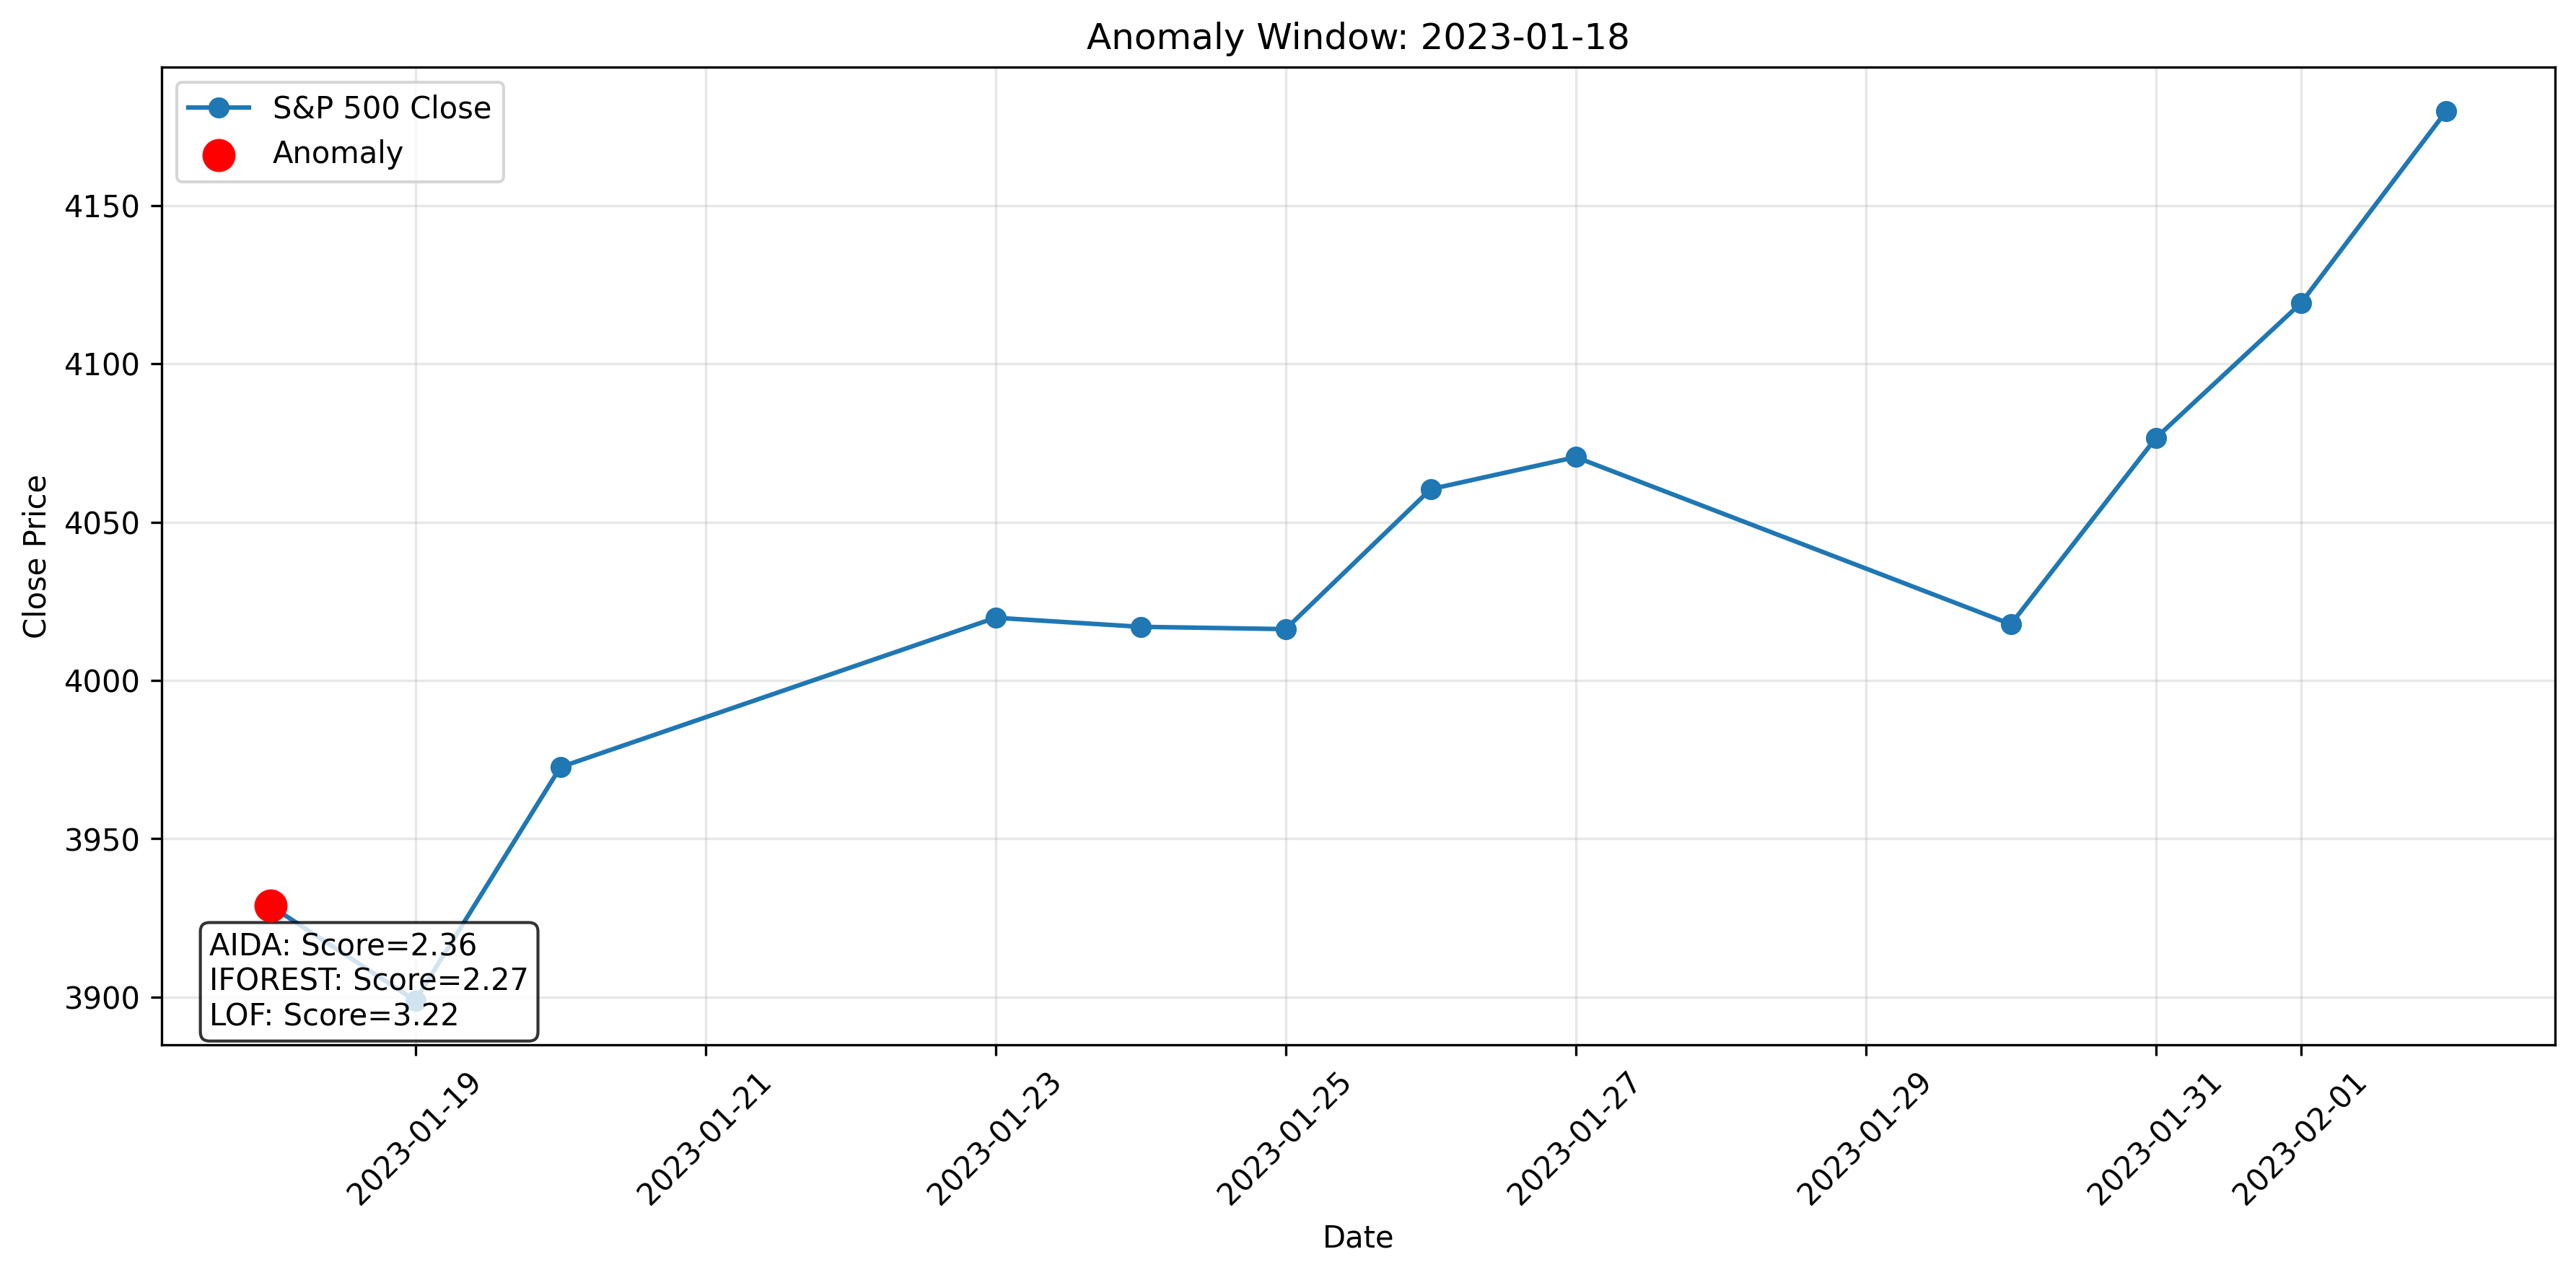 Anomaly Window: 2023-01-18
S&P 500 Close
Anomaly
4150
4100
4050
4000
3950
3900
Close Price
AIDA: Score=2.36
IFOREST: Score=2.27
LOF: Score=3.22
2023-01-19
2023-01-21
2023-01-23
2023-01-25
2023-01-27
2023-01-29
2023-01-31
2023-02-01
Date